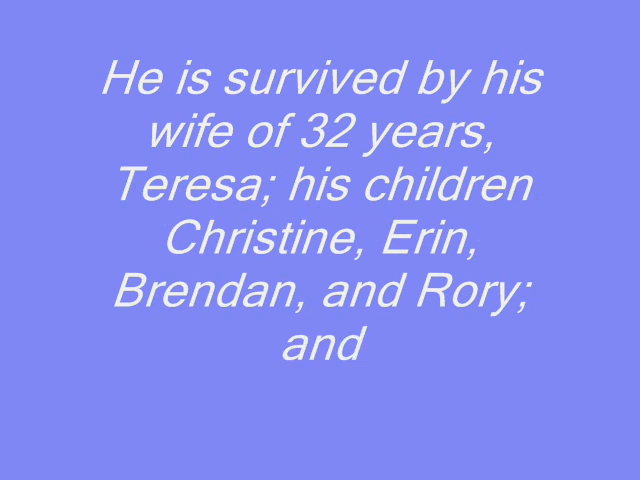 He is survived by his
wife of 32 years,
Teresa; his children
Christine, Erin,
Brendan, and Rory;
and